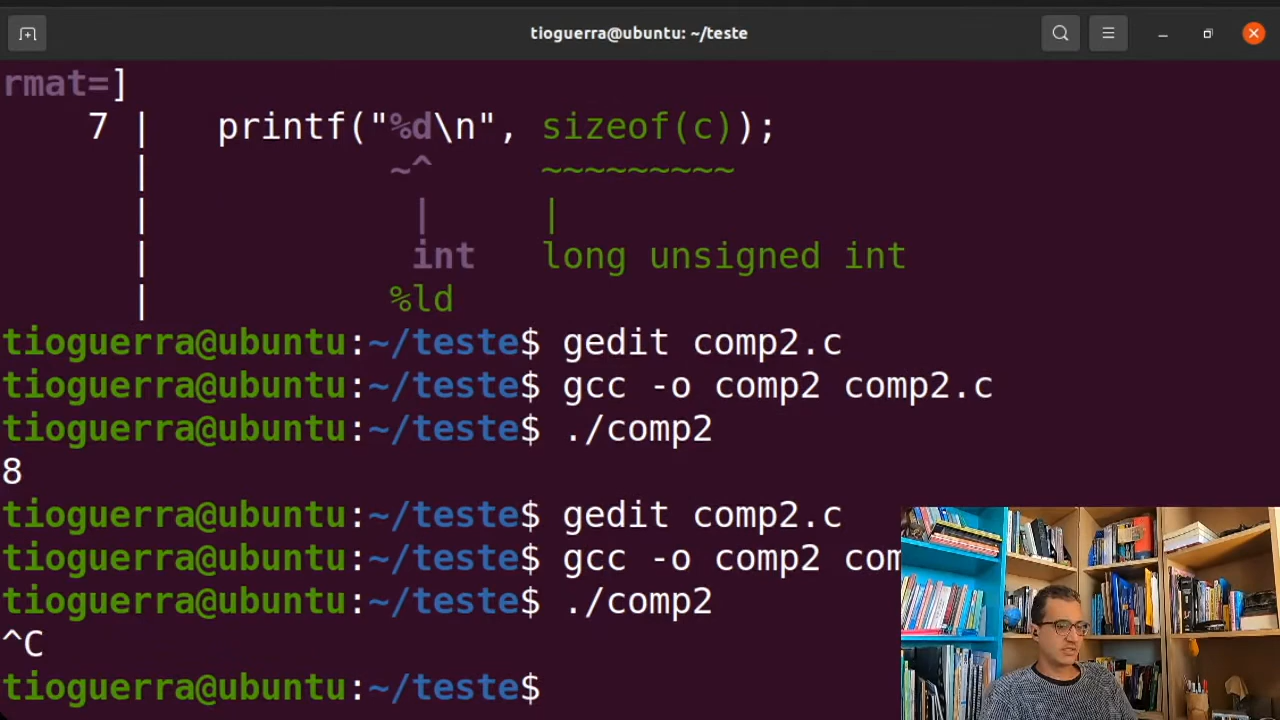 tioguerra@ubuntu: ~/teste
rmat=]
7 | printf("%d\n", sizeof(c));
| ~^ ~~~~~~~~~
| | |
| int long unsigned int
| %ld
tioguerra@ubuntu:~/teste$ gedit comp2.c
tioguerra@ubuntu:~/teste$ gcc -o comp2 comp2.c
tioguerra@ubuntu:~/teste$ ./comp2
8
tioguerra@ubuntu:~/teste$ gedit comp2.c
tioguerra@ubuntu:~/teste$ gcc -o comp2 com
tioguerra@ubuntu:~/teste$ ./comp2
^C
tioguerra@ubuntu:~/teste$